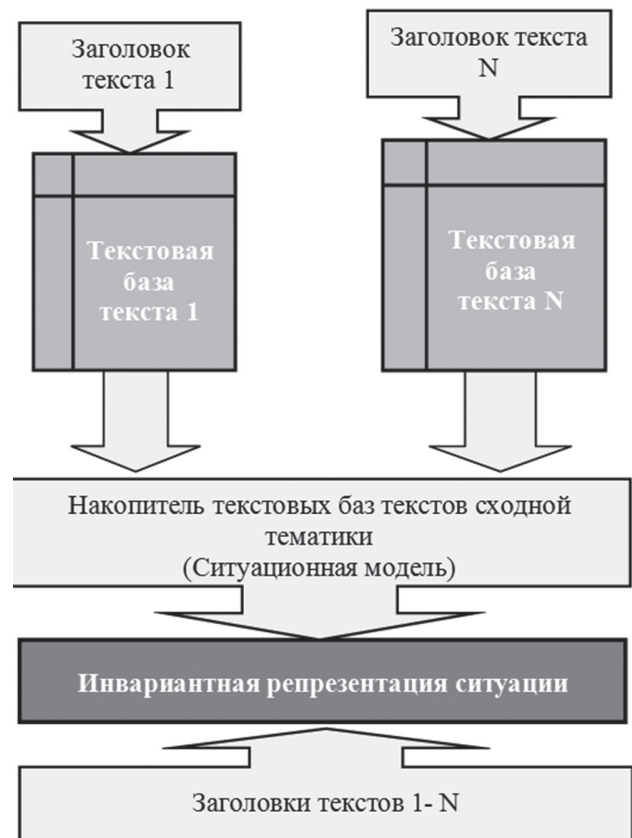 Заголовок
текста 1
Заголовок текста
N
Текстовая
база
текста 1
Текстовая
база
текста N
Накопитель текстовых баз текстов сходной
тематики
(Ситуационная модель)
Инвариантная репрезентация ситуации
Заголовки текстов 1- N